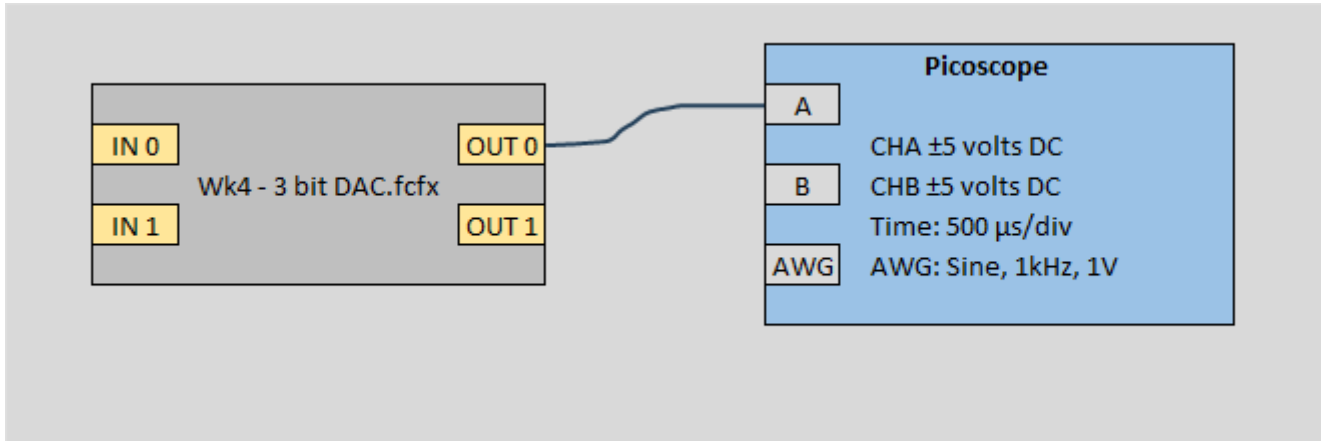 Picoscope
A
IN 0
OUT 0
CHA ±5 volts DC
Wk4 - 3 bit DAC.fcfx
B
CHB ±5 volts DC
IN 1
OUT 1
Time: 500 µs/div
AWG
AWG: Sine, 1kHz, 1V